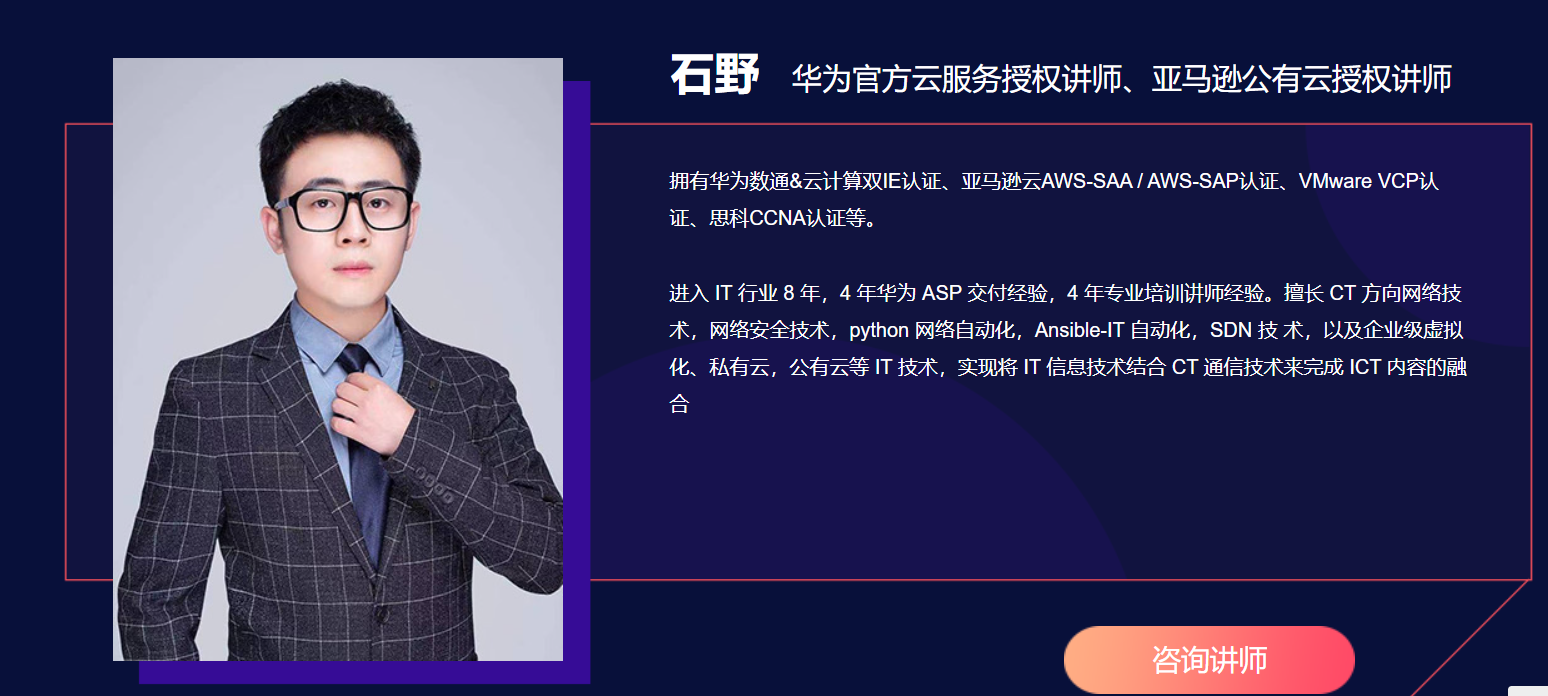 石野 华为官方云服务授权讲师、亚马逊公有云授权讲师
拥有华为数通&云计算双IE认证、亚马逊云AWS-SAA / AWS-SAP认证、VMware VCP认
证、思科CCNA认证等。
进入 IT 行业 8 年，4 年华为 ASP 交付经验，4 年专业培训讲师经验。擅长 CT 方向网络技
术，网络安全技术，python 网络自动化，Ansible-IT 自动化，SDN 技 术，以及企业级虚拟
化、私有云，公有云等 IT 技术，实现将 IT 信息技术结合 CT 通信技术来完成 ICT 内容的融
合
咨询讲师